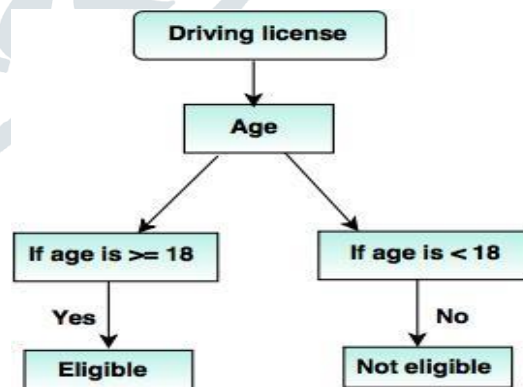 Driving license
Age
If age is >= 18
If age is < 18
Yes
No
Eligible
Not eligible